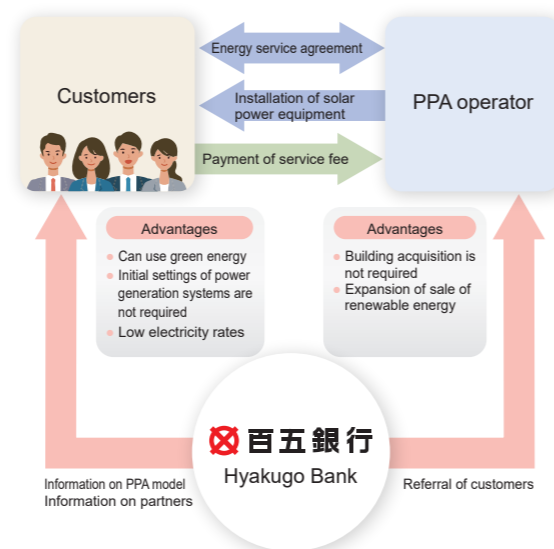 Energy service agreement
Customers
PPA operator
Installation of solar
power equipment
Payment of service fee
Advantages
Can use green energy
Initial settings of power
generation systems are
not required
Low electricity rates
Advantages
Building acquisition is
not required
Expansion of sale of
renewable energy
百五銀行
Hyakugo Bank
Information on PPA model
Information on partners
Referral of customers